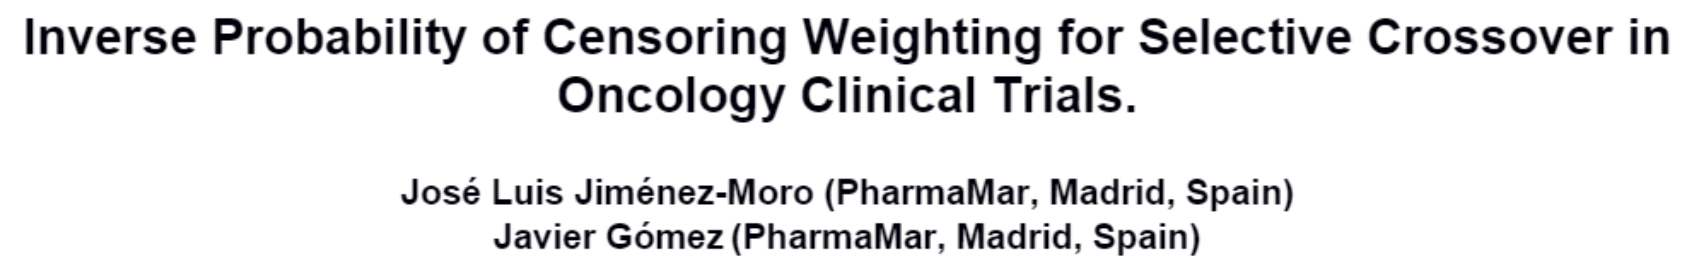 Inverse Probability of Censoring Weighting for Selective Crossover in
Oncology Clinical Trials.
José Luis Jiménez-Moro (PharmaMar, Madrid, Spain)
Javier Gómez (PharmaMar, Madrid, Spain)